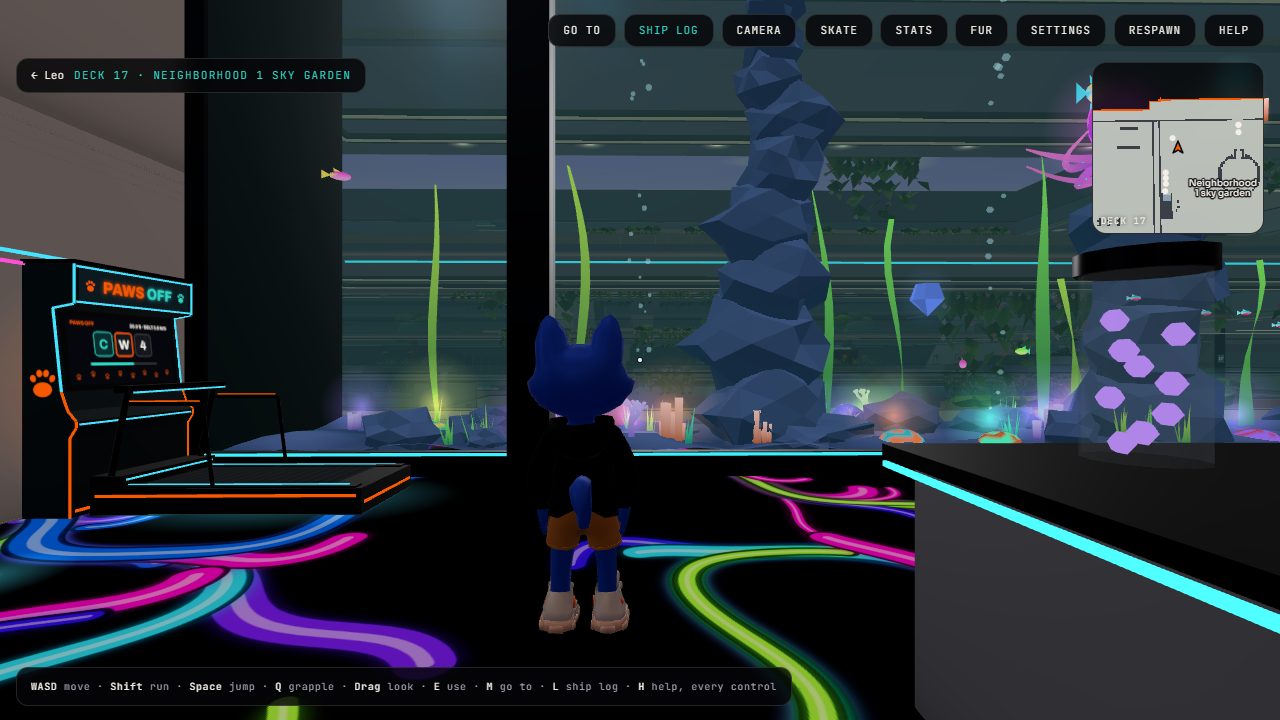 GO TO
SHIP LOG
CAMERA
SKATE
STATS
FUR
SETTINGS
RESPAWN
HELP
← Leo DECK 17 · NEIGHBORHOOD 1 SKY GARDEN
Neighborhood
1 sky garden
DECK 17
PAWS OFF
PAWS OFF
C W 4
WASD move · Shift run · Space jump · Q grapple · Drag look · E use · M go to · L ship log · H help, every control